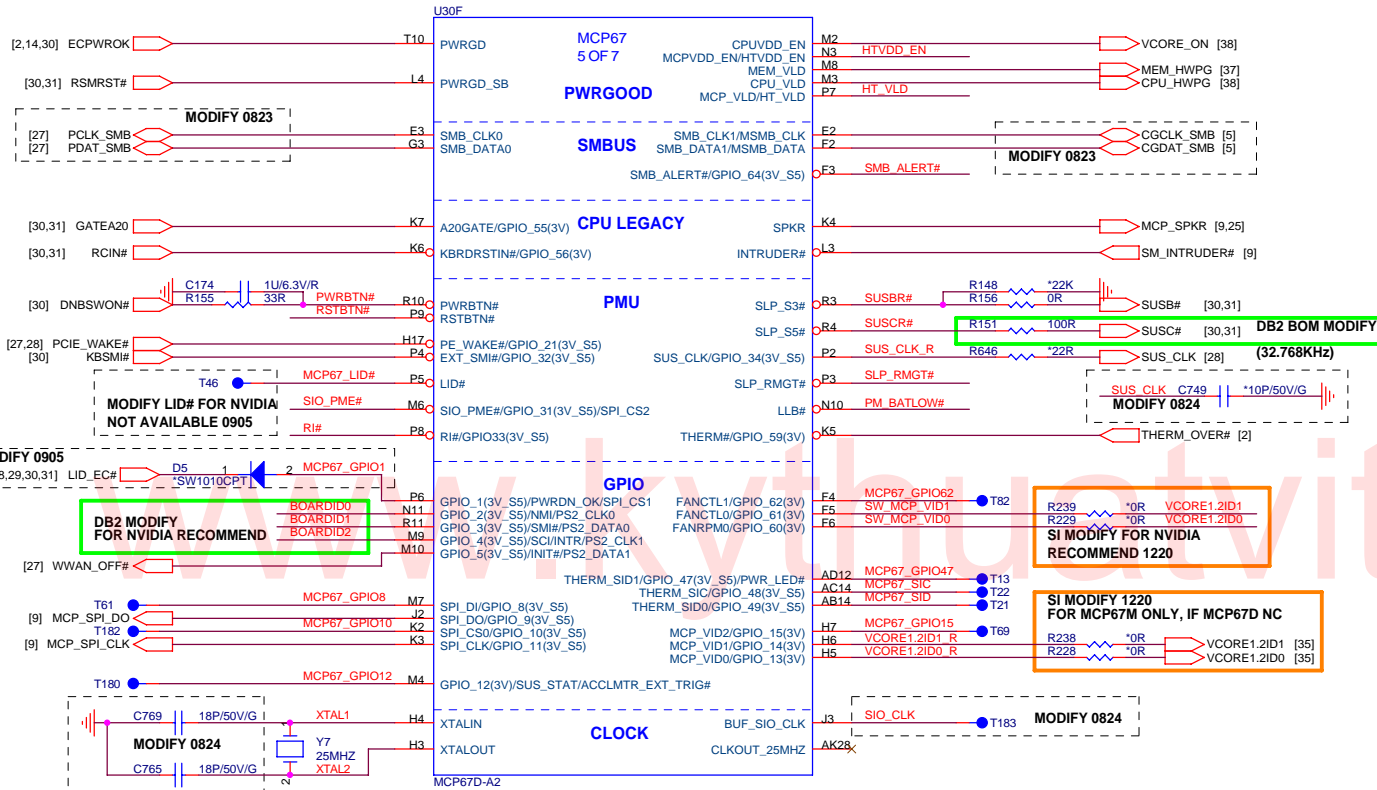 U30F
MCP67
5 OF 7
[2,14,30] ECPWROK T10 PWRGD
[30,31] RSMRST# L4 PWRGD_SB
PWRGOOD
CPUVDD_EN M2 VCORE_ON [38]
MCPVDD_EN/HTVDD_EN N3 HTVDD_EN
MEM_VLD M8 MEM_HWPG [37]
CPU_VLD M3 CPU_HWPG [38]
MCP_VLD/HT_VLD P7 HT_VLD
MODIFY 0823
[27] PCLK_SMB E3 SMB_CLK0
[27] PDAT_SMB G3 SMB_DATA0
SMBUS
SMB_CLK1/MSMB_CLK E2 CGCLK_SMB [5]
SMB_DATA1/MSMB_DATA F2 CGDAT_SMB [5]
MODIFY 0823
SMB_ALERT#/GPIO_64(3V_S5) F3 SMB_ALERT#
[30,31] GATEA20 K7 A20GATE/GPIO_55(3V)
[30,31] RCIN# K6 KBRDRSTIN#/GPIO_56(3V)
CPU LEGACY
SPKR K4 MCP_SPKR [9,25]
INTRUDER# L3 SM_INTRUDER# [9]
C174 1U/6.3V/R
[30] DNBSWON# R155 33R PWRBTN# R10 PWRBTN#
RSTBTN# P9 RSTBTN#
[27,28] PCIE_WAKE# H17 PE_WAKE#/GPIO_21(3V_S5)
[30] KBSMI# P4 EXT_SMI#/GPIO_32(3V_S5)
T46 MCP67_LID# P5 LID#
MODIFY LID# FOR NVIDIA
NOT AVAILABLE 0905
SIO_PME# M6 SIO_PME#/GPIO_31(3V_S5)/SPI_CS2
RI# P8 RI#/GPIO33(3V_S5)
PMU
R148 *22K
SLP_S3# R3 SUSBR# R156 0R SUSB# [30,31]
SLP_S5# R4 SUSCR# R151 100R SUSC# [30,31] DB2 BOM MODIFY
SUS_CLK/GPIO_34(3V_S5) P2 SUS_CLK_R R646 *22R SUS_CLK [28] (32.768KHz)
SLP_RMGT# P3 SLP_RMGT#
LLB# N10 PM_BATLOW#
THERM#/GPIO_59(3V) K5 THERM_OVER# [2]
SUS_CLK C749 *10P/50V/G
MODIFY 0824
DIFY 0905
8,29,30,31] LID_EC# D5 1 2 MCP67_GPIO1
*SW1010CPT
P6 GPIO_1(3V_S5)/PWRDN_OK/SPI_CS1
BOARDID0 N11 GPIO_2(3V_S5)/NMI/PS2_CLK0
BOARDID1 R11 GPIO_3(3V_S5)/SMI#/PS2_DATA0
BOARDID2 M9 GPIO_4(3V_S5)/SCI/INTR/PS2_CLK1
M10 GPIO_5(3V_S5)/INIT#/PS2_DATA1
DB2 MODIFY
FOR NVIDIA RECOMMEND
[27] WWAN_OFF#
GPIO
T61 MCP67_GPIO8 M7 SPI_DI/GPIO_8(3V_S5)
[9] MCP_SPI_DO J2 SPI_DO/GPIO_9(3V_S5)
T182 MCP67_GPIO10 K2 SPI_CS0/GPIO_10(3V_S5)
[9] MCP_SPI_CLK K3 SPI_CLK/GPIO_11(3V_S5)
T180 MCP67_GPIO12 M4 GPIO_12(3V)/SUS_STAT/ACCLMTR_EXT_TRIG#
FANCTL1/GPIO_62(3V) F4 MCP67_GPIO62 T82
FANCTL0/GPIO_61(3V) F5 SW_MCP_VID1 R239 *0R VCORE1.2ID1
FANRPM0/GPIO_60(3V) F6 SW_MCP_VID0 R229 *0R VCORE1.2ID0
SI MODIFY FOR NVIDIA
RECOMMEND 1220
THERM_SID1/GPIO_47(3V_S5)/PWR_LED# AD12 MCP67_GPIO47 T13
THERM_SIC/GPIO_48(3V_S5) AC14 MCP67_SIC T22
THERM_SID0/GPIO_49(3V_S5) AB14 MCP67_SID T21
SI MODIFY 1220
FOR MCP67M ONLY, IF MCP67D NC
MCP_VID2/GPIO_15(3V) H7 MCP67_GPIO15 T69
MCP_VID1/GPIO_14(3V) H6 VCORE1.2ID1_R R238 *0R VCORE1.2ID1 [35]
MCP_VID0/GPIO_13(3V) H5 VCORE1.2ID0_R R228 *0R VCORE1.2ID0 [35]
C769 18P/50V/G XTAL1 H4 XTALIN
MODIFY 0824
1 Y7
25MHZ H3 XTALOUT
C765 18P/50V/G 2 XTAL2
CLOCK
BUF_SIO_CLK J3 SIO_CLK T183 MODIFY 0824
CLKOUT_25MHZ AK28
MCP67D-A2
www.kythuatvit